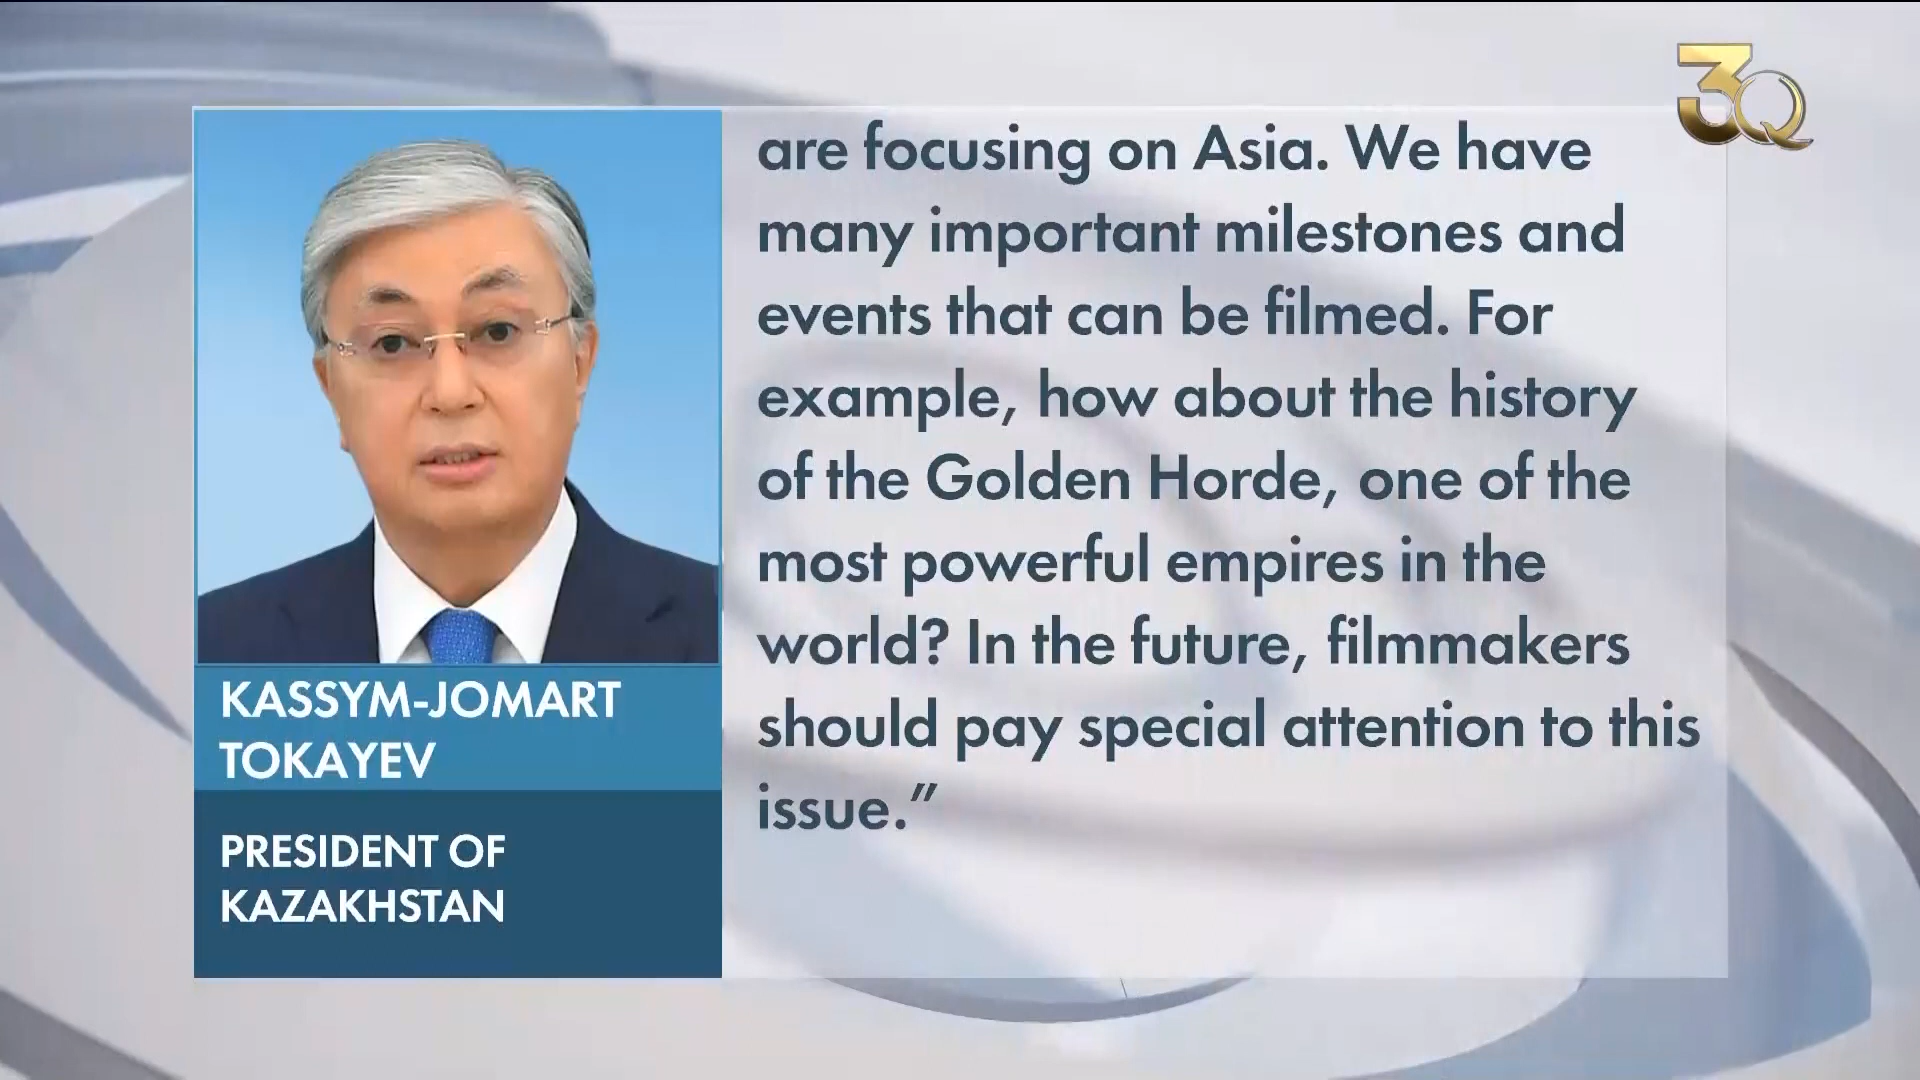 3Q
are focusing on Asia. We have
many important milestones and
events that can be filmed. For
example, how about the history
of the Golden Horde, one of the
most powerful empires in the
world? In the future, filmmakers
should pay special attention to this
issue.”
KASSYM-JOMART
TOKAYEV
PRESIDENT OF
KAZAKHSTAN